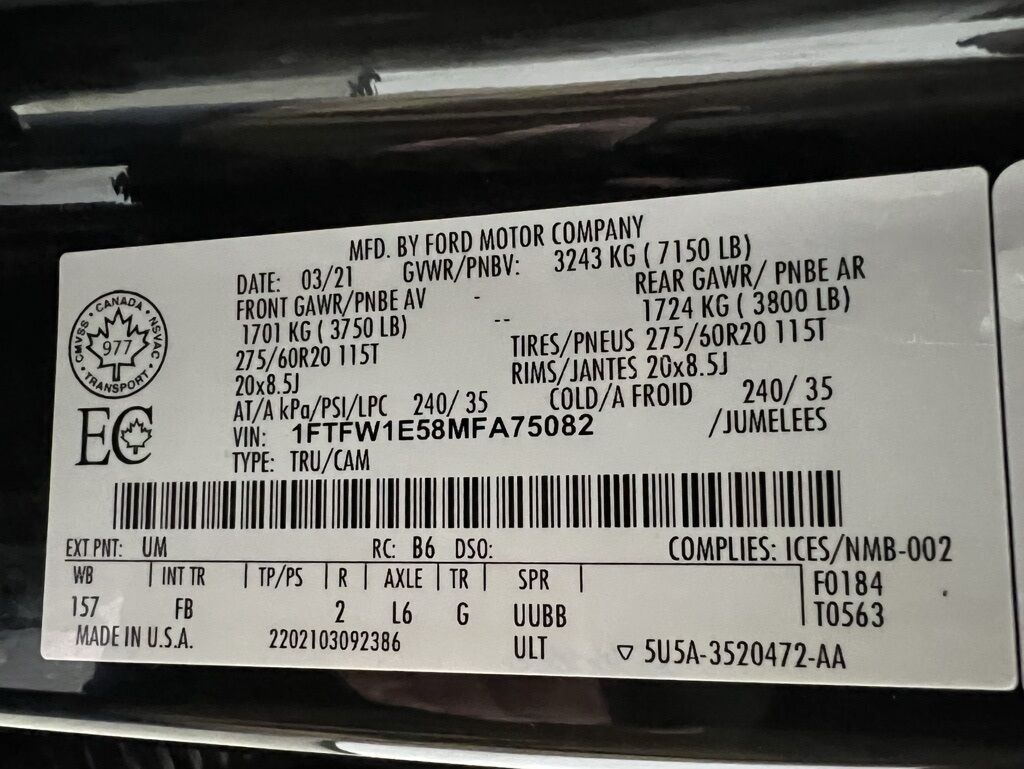 MFD. BY FORD MOTOR COMPANY
DATE: 03/21 GVWR/PNBV: 3243 KG ( 7150 LB)
FRONT GAWR/PNBE AV - REAR GAWR/ PNBE AR
1701 KG ( 3750 LB) -- 1724 KG ( 3800 LB)
275/60R20 115T TIRES/PNEUS 275/60R20 115T
20x8.5J RIMS/JANTES 20x8.5J
AT/A kPa/PSI/LPC 240/ 35 COLD/A FROID 240/ 35
VIN: 1FTFW1E58MFA75082 /JUMELEES
TYPE: TRU/CAM
CANADA
CMVSS NSVAC
977
TRANSPORT
EC
EXT PNT: UM RC: B6 DSO: COMPLIES: ICES/NMB-002
WB | INT TR | TP/PS | R | AXLE | TR | SPR | F0184
157 FB 2 L6 G UUBB T0563
MADE IN U.S.A. 2202103092386 ULT ▽ 5U5A-3520472-AA